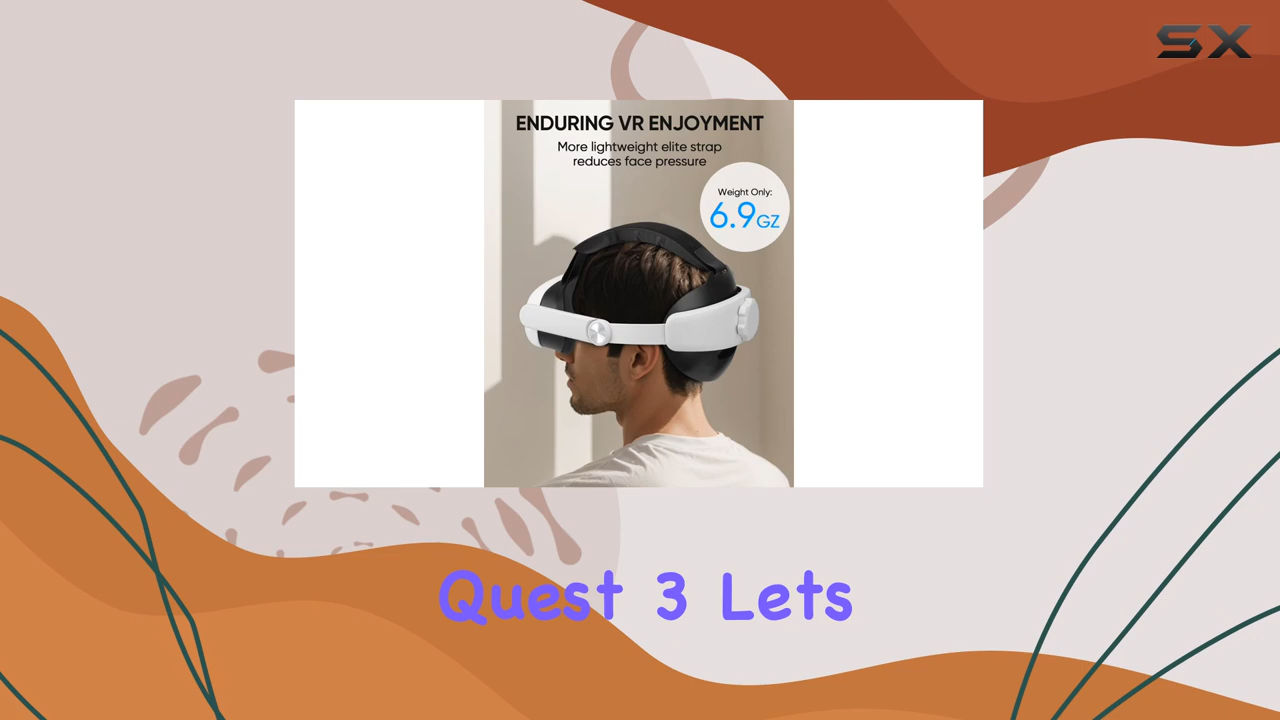 SX
ENDURING VR ENJOYMENT
More lightweight elite strap
reduces face pressure
Weight Only:
6.9GZ
Quest 3 Lets